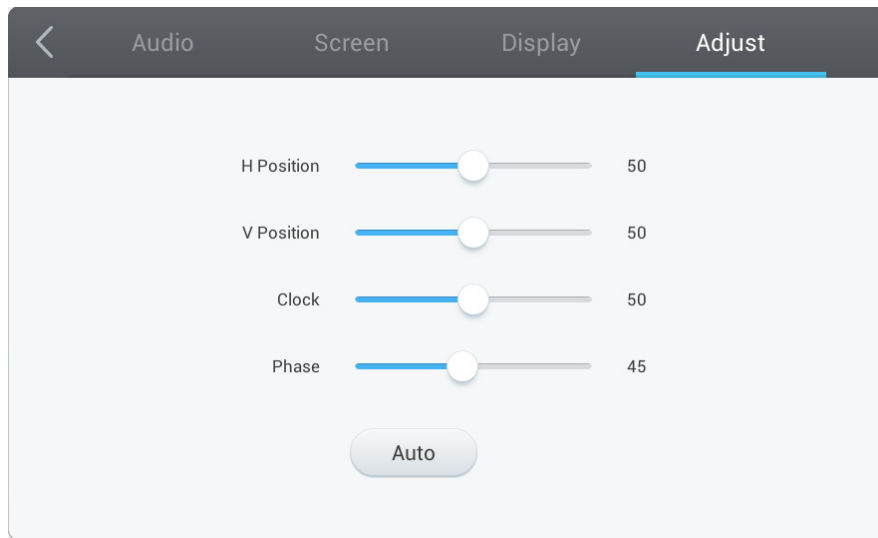 Audio Screen Display Adjust
H Position 50
V Position 50
Clock 50
Phase 45
Auto